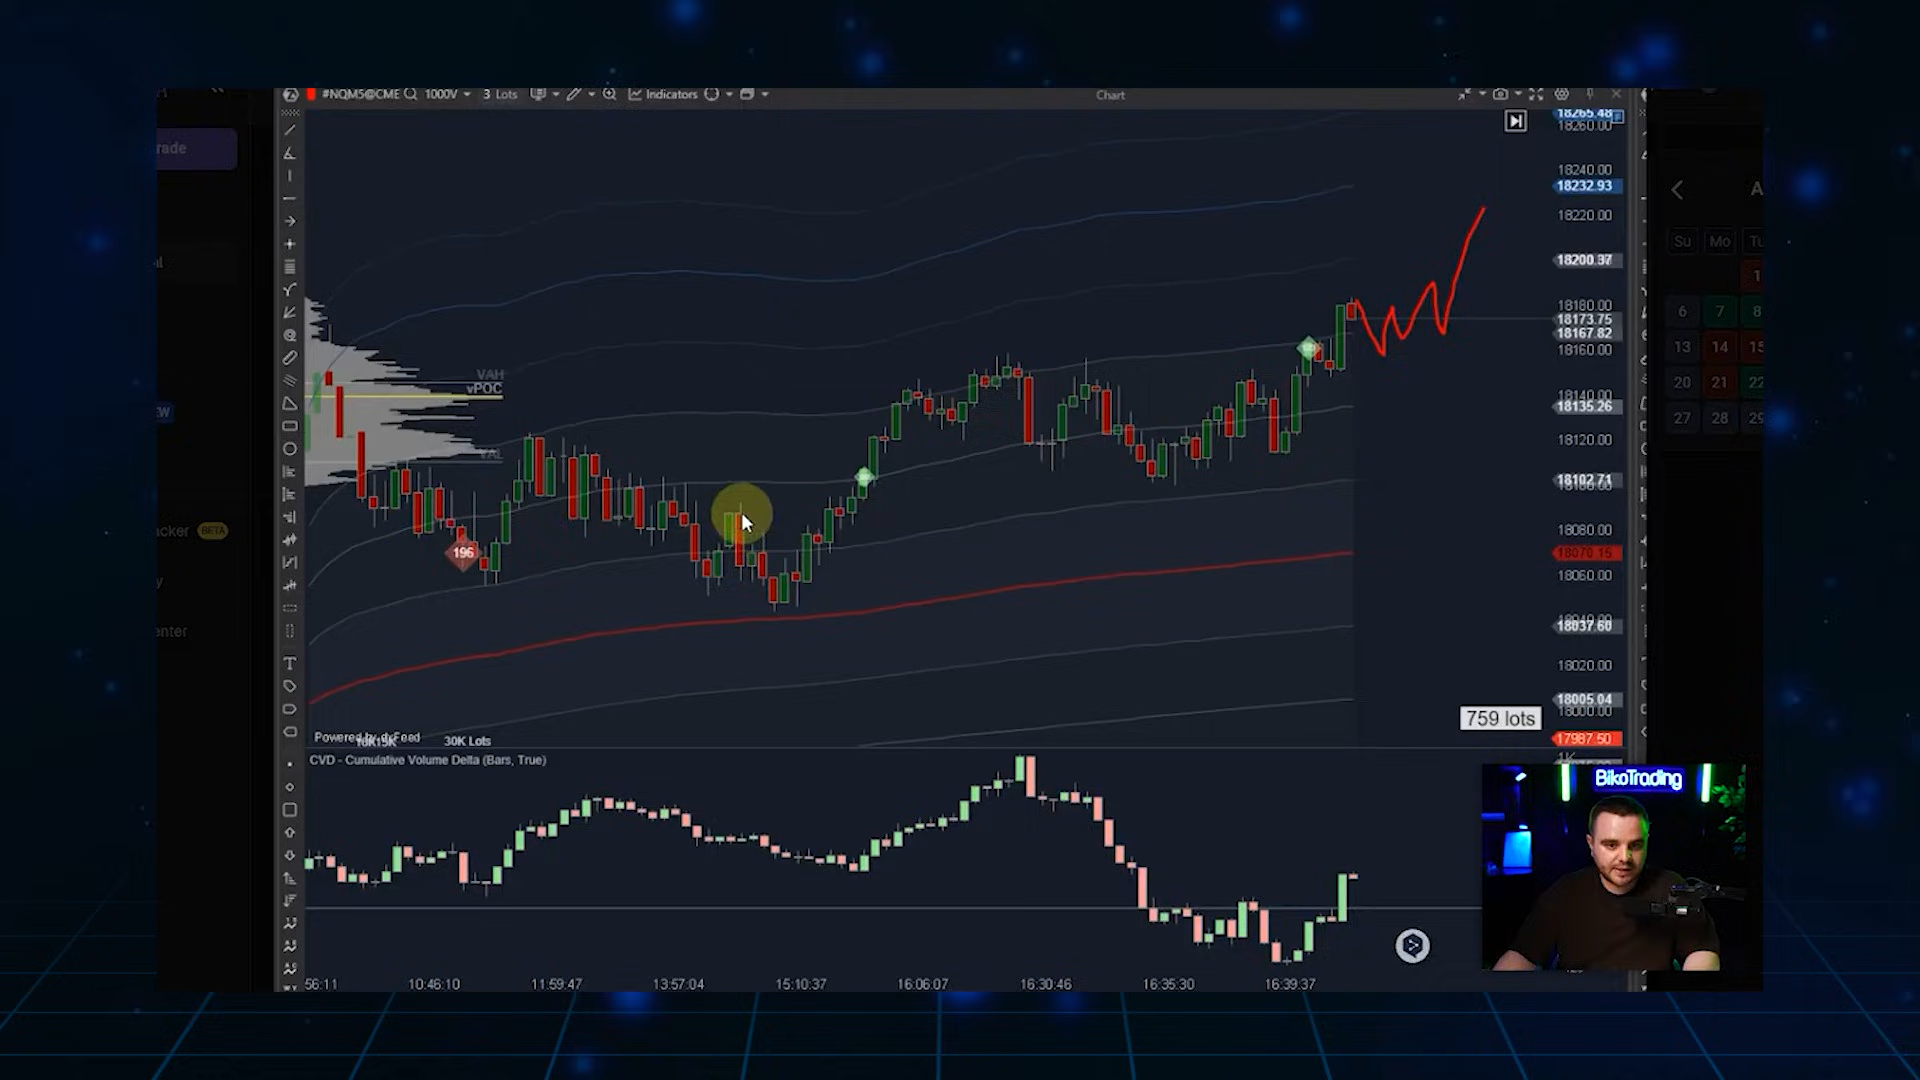 #NQM5@CME 1000V 3 Lots Indicators Chart
18265.48
18260.00
18240.00
18232.93
18220.00
18200.37
18180.00
18173.75
18167.82
18160.00
18140.00
18135.26
18120.00
18102.71
18080.00
18070.15
18060.00
18037.60
18020.00
18005.04
18000.00
17987.50
rade
A
Su Mo Tu
1
6 7 8
13 14 15
20 21 22
27 28 29
VAH
vPOC
VAL
EW
acker BETA
enter
196
759 lots
Powered by dxFeed
30K Lots
CVD - Cumulative Volume Delta (Bars, True)
1K
BikoTrading
56:11 10:46:10 11:59:47 13:57:04 15:10:37 16:06:07 16:30:46 16:35:30 16:39:37